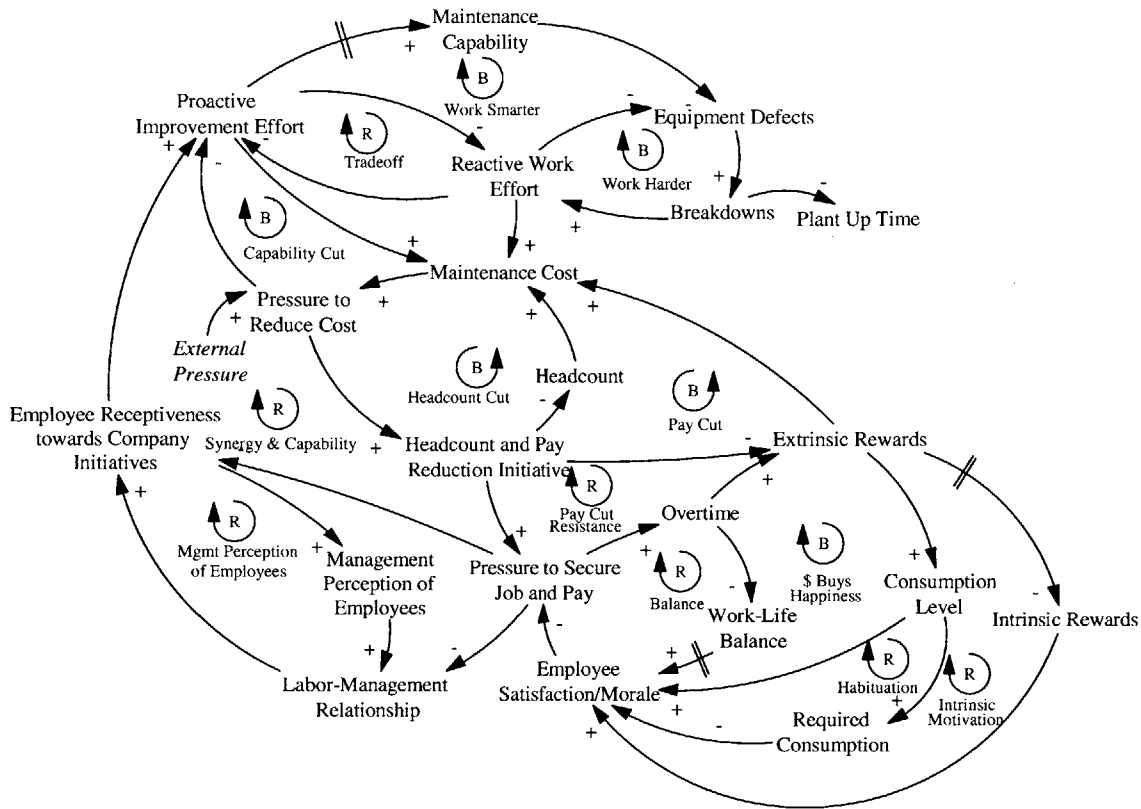 Maintenance
Capability
+
B
Work Smarter
Proactive
Improvement Effort
+
-
-
R
Tradeoff
-
Reactive Work
Effort
-
-
Equipment Defects
B
Work Harder
+
Breakdowns
-
Plant Up Time
+
B
Capability Cut
+
+
Maintenance Cost
+
+
+
Pressure to
Reduce Cost
+
External
Pressure
B
Headcount Cut
Headcount
-
B
Pay Cut
Employee Receptiveness
towards Company
Initiatives
R
Synergy & Capability
+
Headcount and Pay
Reduction Initiative
-
Extrinsic Rewards
+
R
Pay Cut
Resistance
Overtime
+
R
Mgmt Perception
of Employees
+
Management
Perception of
Employees
+
Pressure to Secure
Job and Pay
+
R
Balance
-
Work-Life
Balance
B
$ Buys
Happiness
+
Consumption
Level
-
Intrinsic Rewards
+
-
Labor-Management
Relationship
-
Employee
Satisfaction/Morale
+
+
+
-
R
Habituation
+
R
Intrinsic
Motivation
Required
Consumption